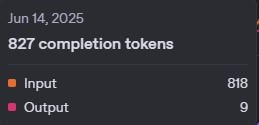 Jun 14, 2025
827 completion tokens
Input 818
Output 9